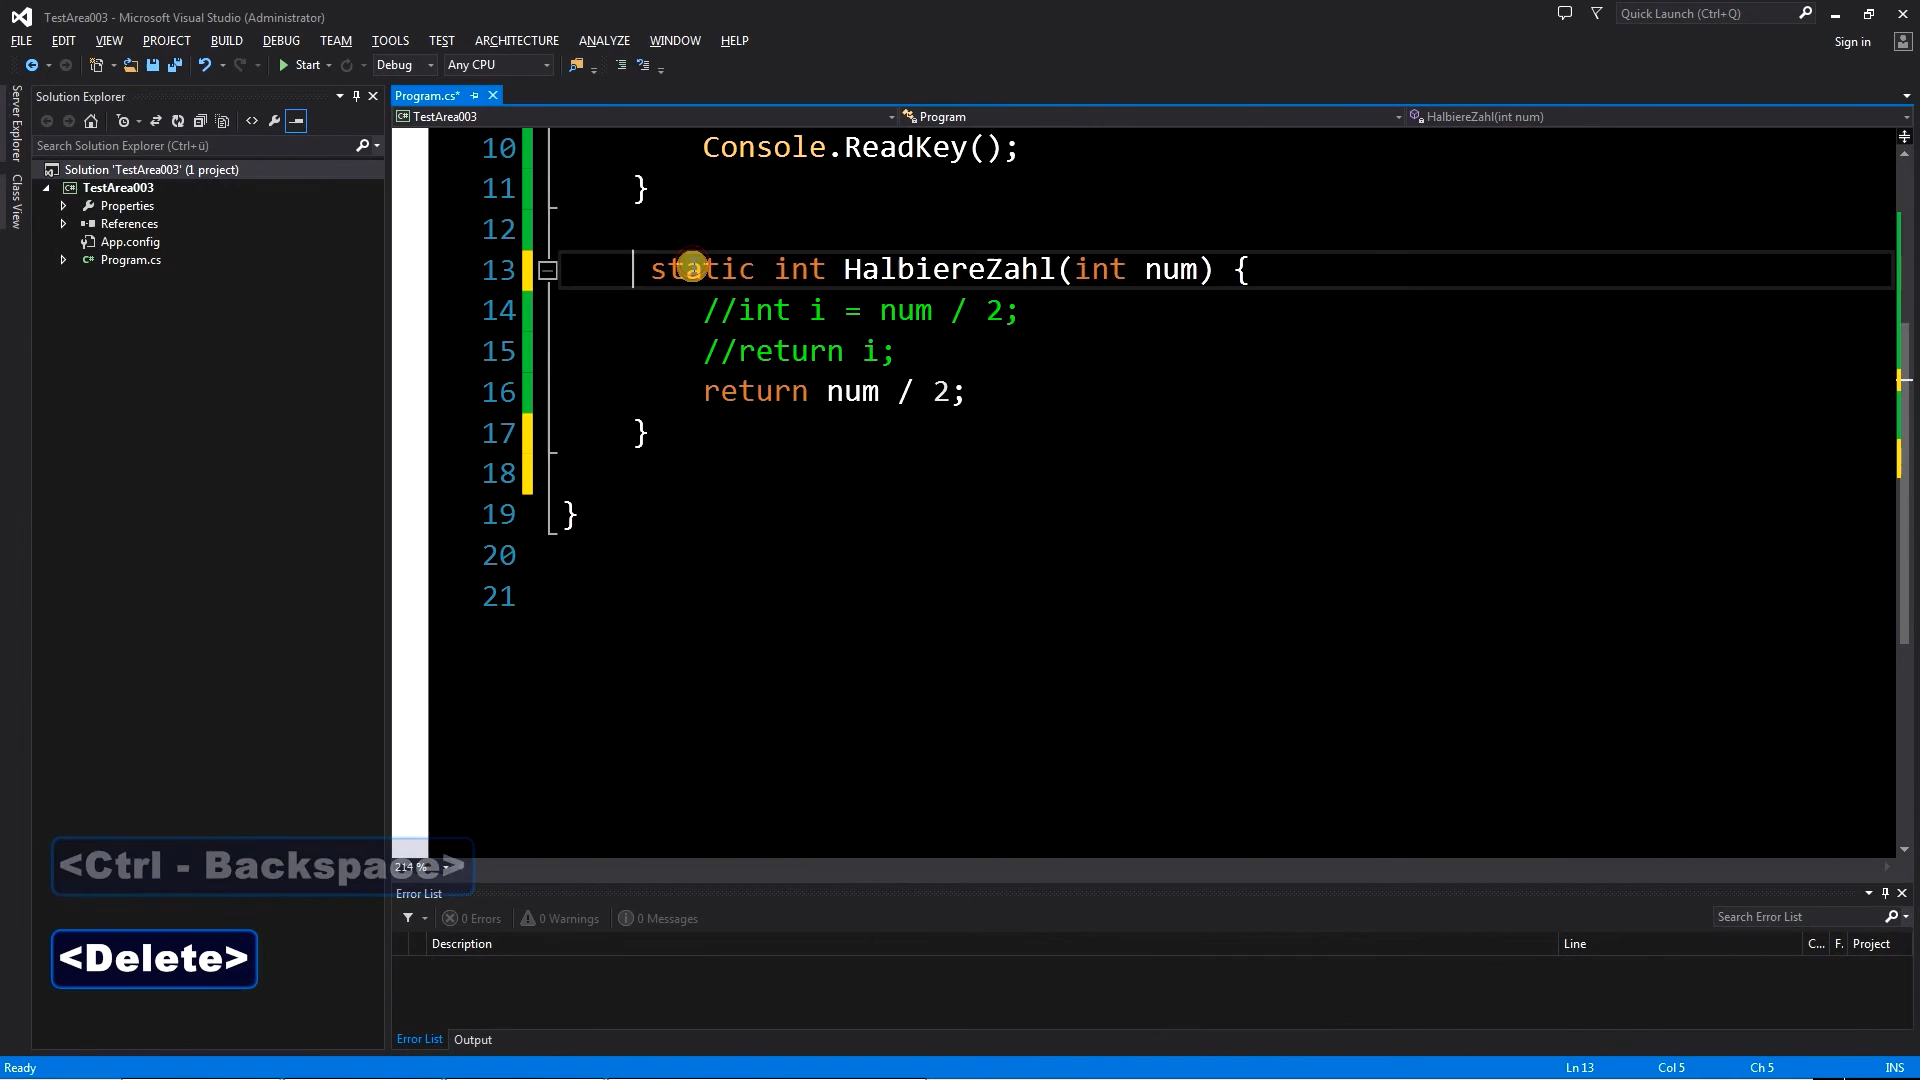 TestArea003 - Microsoft Visual Studio (Administrator)
Quick Launch (Ctrl+Q)
FILE EDIT VIEW PROJECT BUILD DEBUG TEAM TOOLS TEST ARCHITECTURE ANALYZE WINDOW HELP
Sign in
Start Debug Any CPU
Server Explorer
Class View
Solution Explorer
Search Solution Explorer (Ctrl+ü)
Solution 'TestArea003' (1 project)
TestArea003
Properties
References
App.config
Program.cs
Program.cs*
TestArea003 Program HalbiereZahl(int num)
10 Console.ReadKey();
11 }
12
13 static int HalbiereZahl(int num) {
14 //int i = num / 2;
15 //return i;
16 return num / 2;
17 }
18
19 }
20
21
<Ctrl - Backspace>
<Delete>
214 %
Error List
0 Errors 0 Warnings 0 Messages
Search Error List
Description Line C... F. Project
Error List Output
Ready Ln 13 Col 5 Ch 5 INS